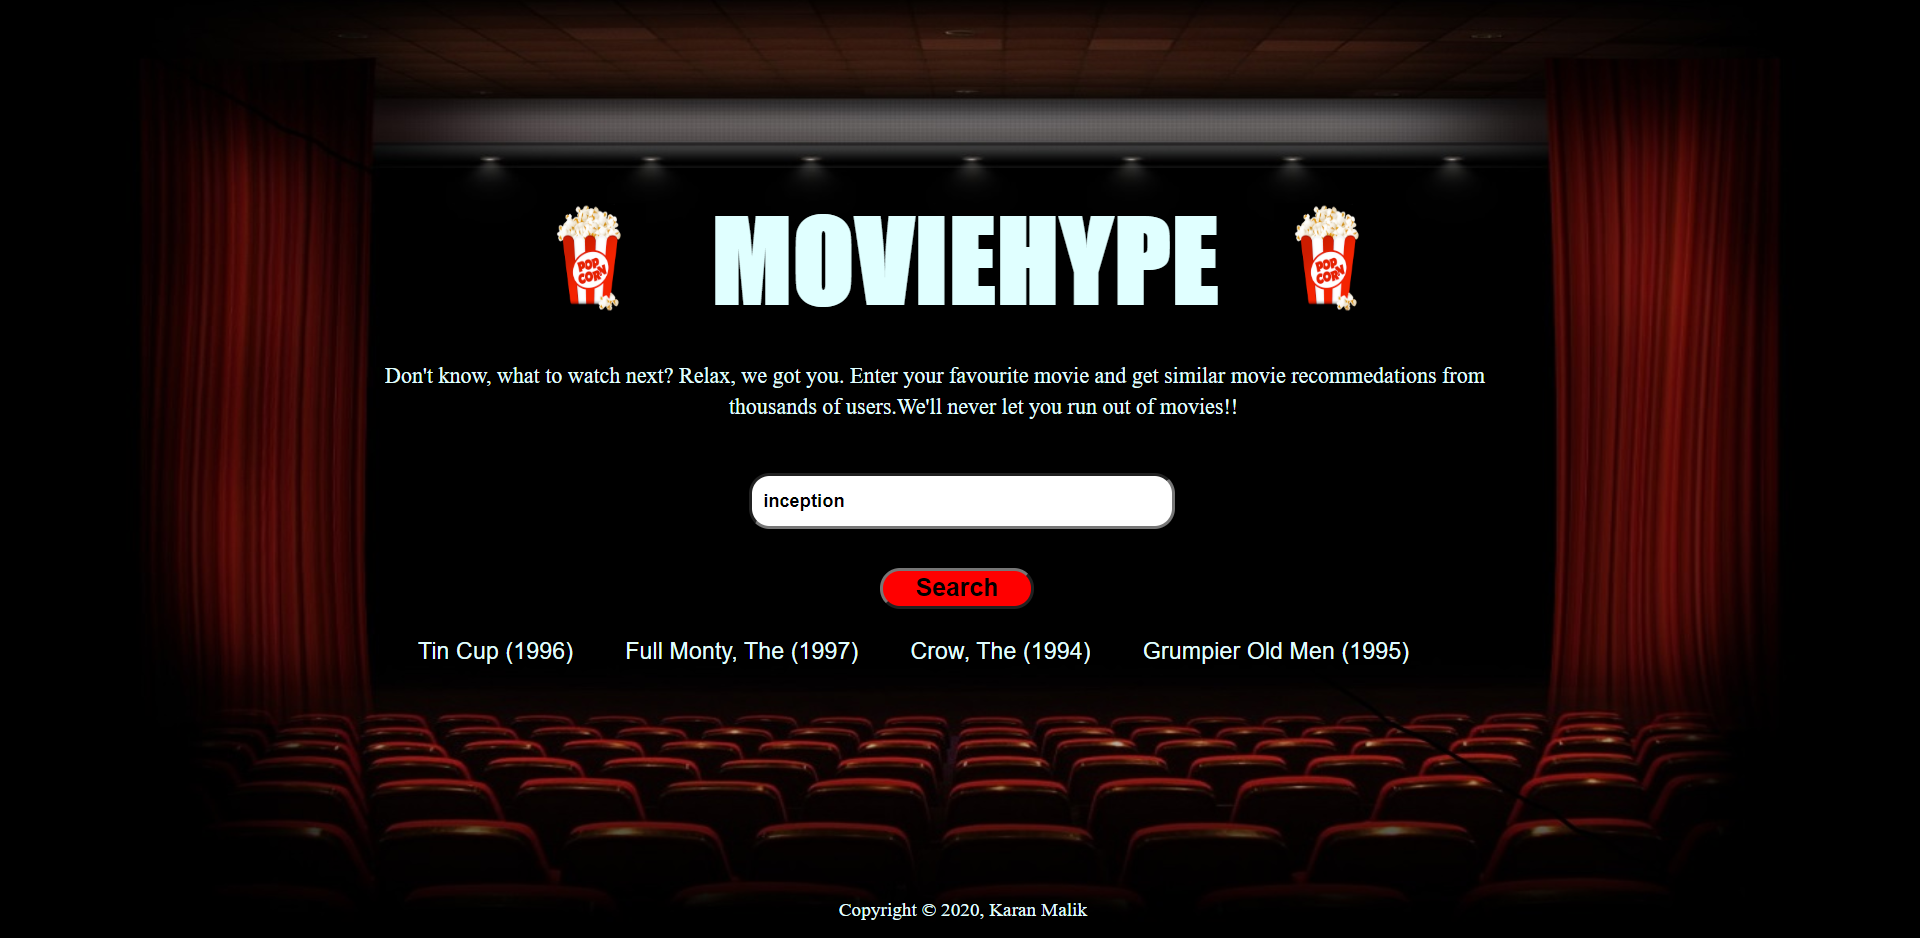 MOVIEHYPE
POP CORN
POP CORN
Don't know, what to watch next? Relax, we got you. Enter your favourite movie and get similar movie recommedations from
thousands of users.We'll never let you run out of movies!!
inception
Search
Tin Cup (1996) Full Monty, The (1997) Crow, The (1994) Grumpier Old Men (1995)
Copyright © 2020, Karan Malik